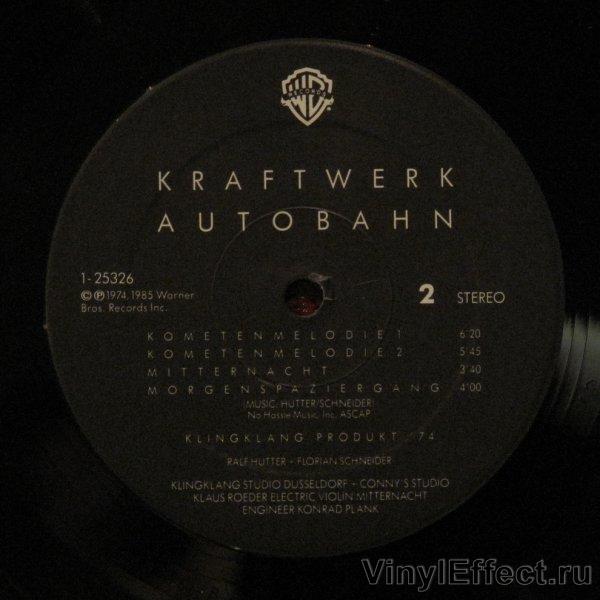 WB
RECORDS
KRAFTWERK
AUTOBAHN
1-25326
©℗1974, 1985 Warner
Bros. Records Inc.
2 STEREO
KOMETENMELODIE 1 6'20
KOMETENMELODIE 2 5'45
MITTERNACHT 3'40
MORGENSPAZIERGANG 4'00
(MUSIC: HUTTER/SCHNEIDER)
No Hassle Music, Inc. ASCAP
KLINGKLANG PRODUKT '74
RALF HUTTER - FLORIAN SCHNEIDER
KLINGKLANG STUDIO DUSSELDORF - CONNY'S STUDIO
KLAUS ROEDER ELECTRIC VIOLIN MITTERNACHT
ENGINEER KONRAD PLANK
VinylEffect.ru